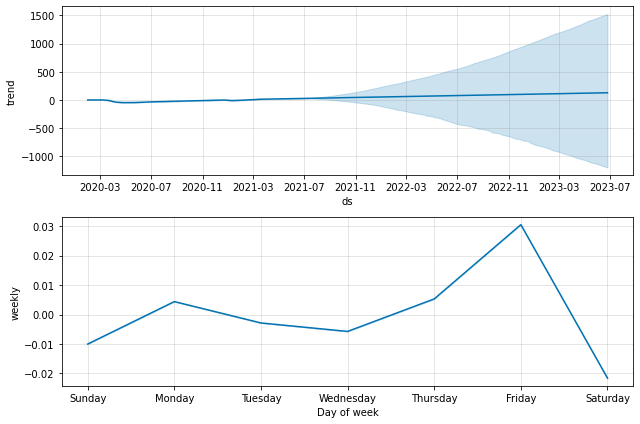 1500
1000
500
0
−500
−1000
trend
2020-03 2020-07 2020-11 2021-03 2021-07 2021-11 2022-03 2022-07 2022-11 2023-03 2023-07
ds
0.03
0.02
0.01
0.00
−0.01
−0.02
weekly
Sunday Monday Tuesday Wednesday Thursday Friday Saturday
Day of week